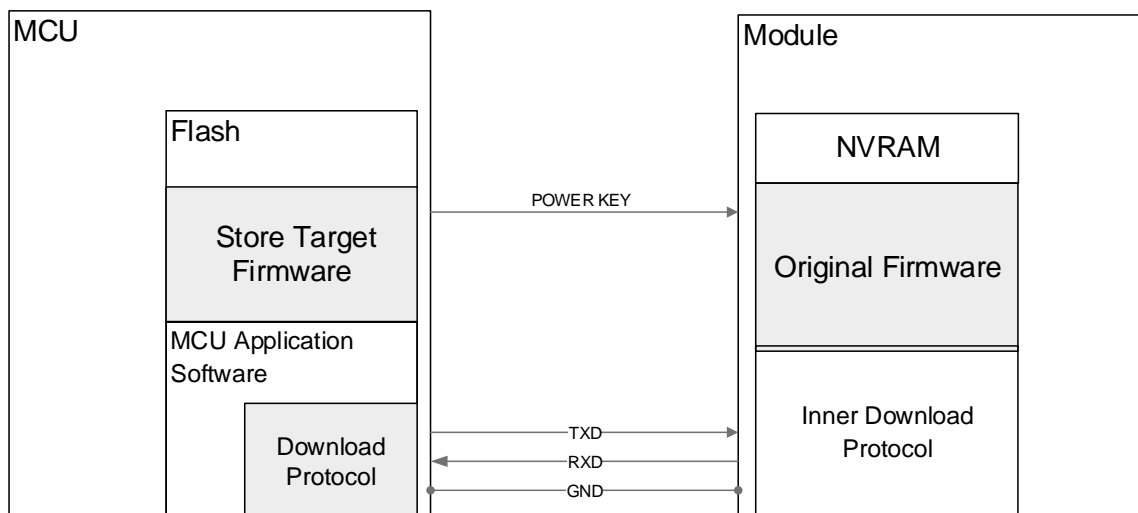 MCU
Flash
Store Target
Firmware
MCU Application
Software
Download
Protocol
POWER KEY
TXD
RXD
GND
Module
NVRAM
Original Firmware
Inner Download
Protocol